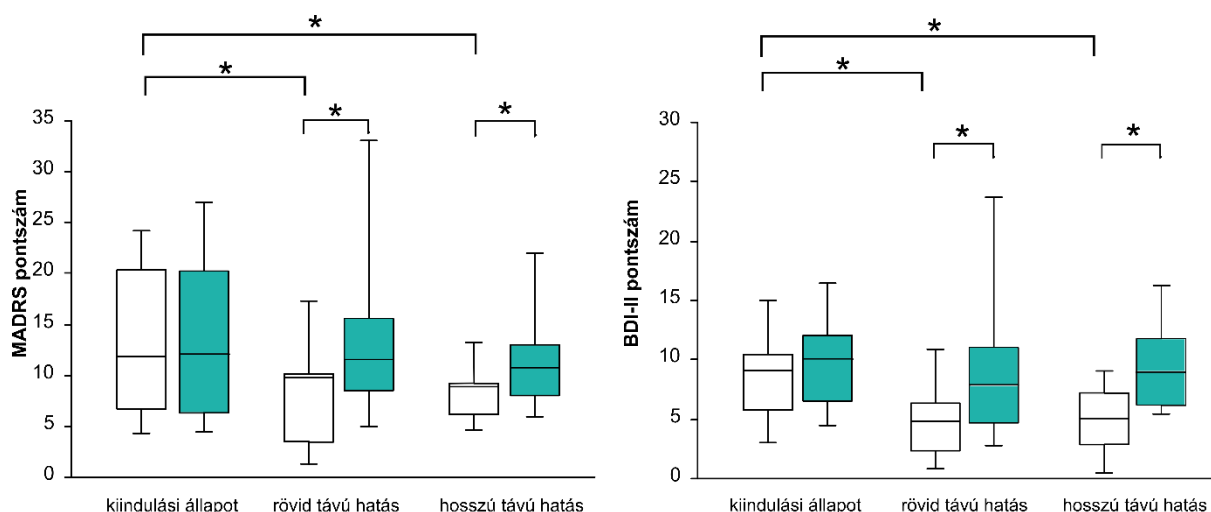 *
*
*
*
35
30
25
20
15
10
5
0
MADRS pontszám
kiindulási állapot
rövid távú hatás
hosszú távú hatás
*
*
*
*
30
25
20
15
10
5
0
BDI-II pontszám
kiindulási állapot
rövid távú hatás
hosszú távú hatás